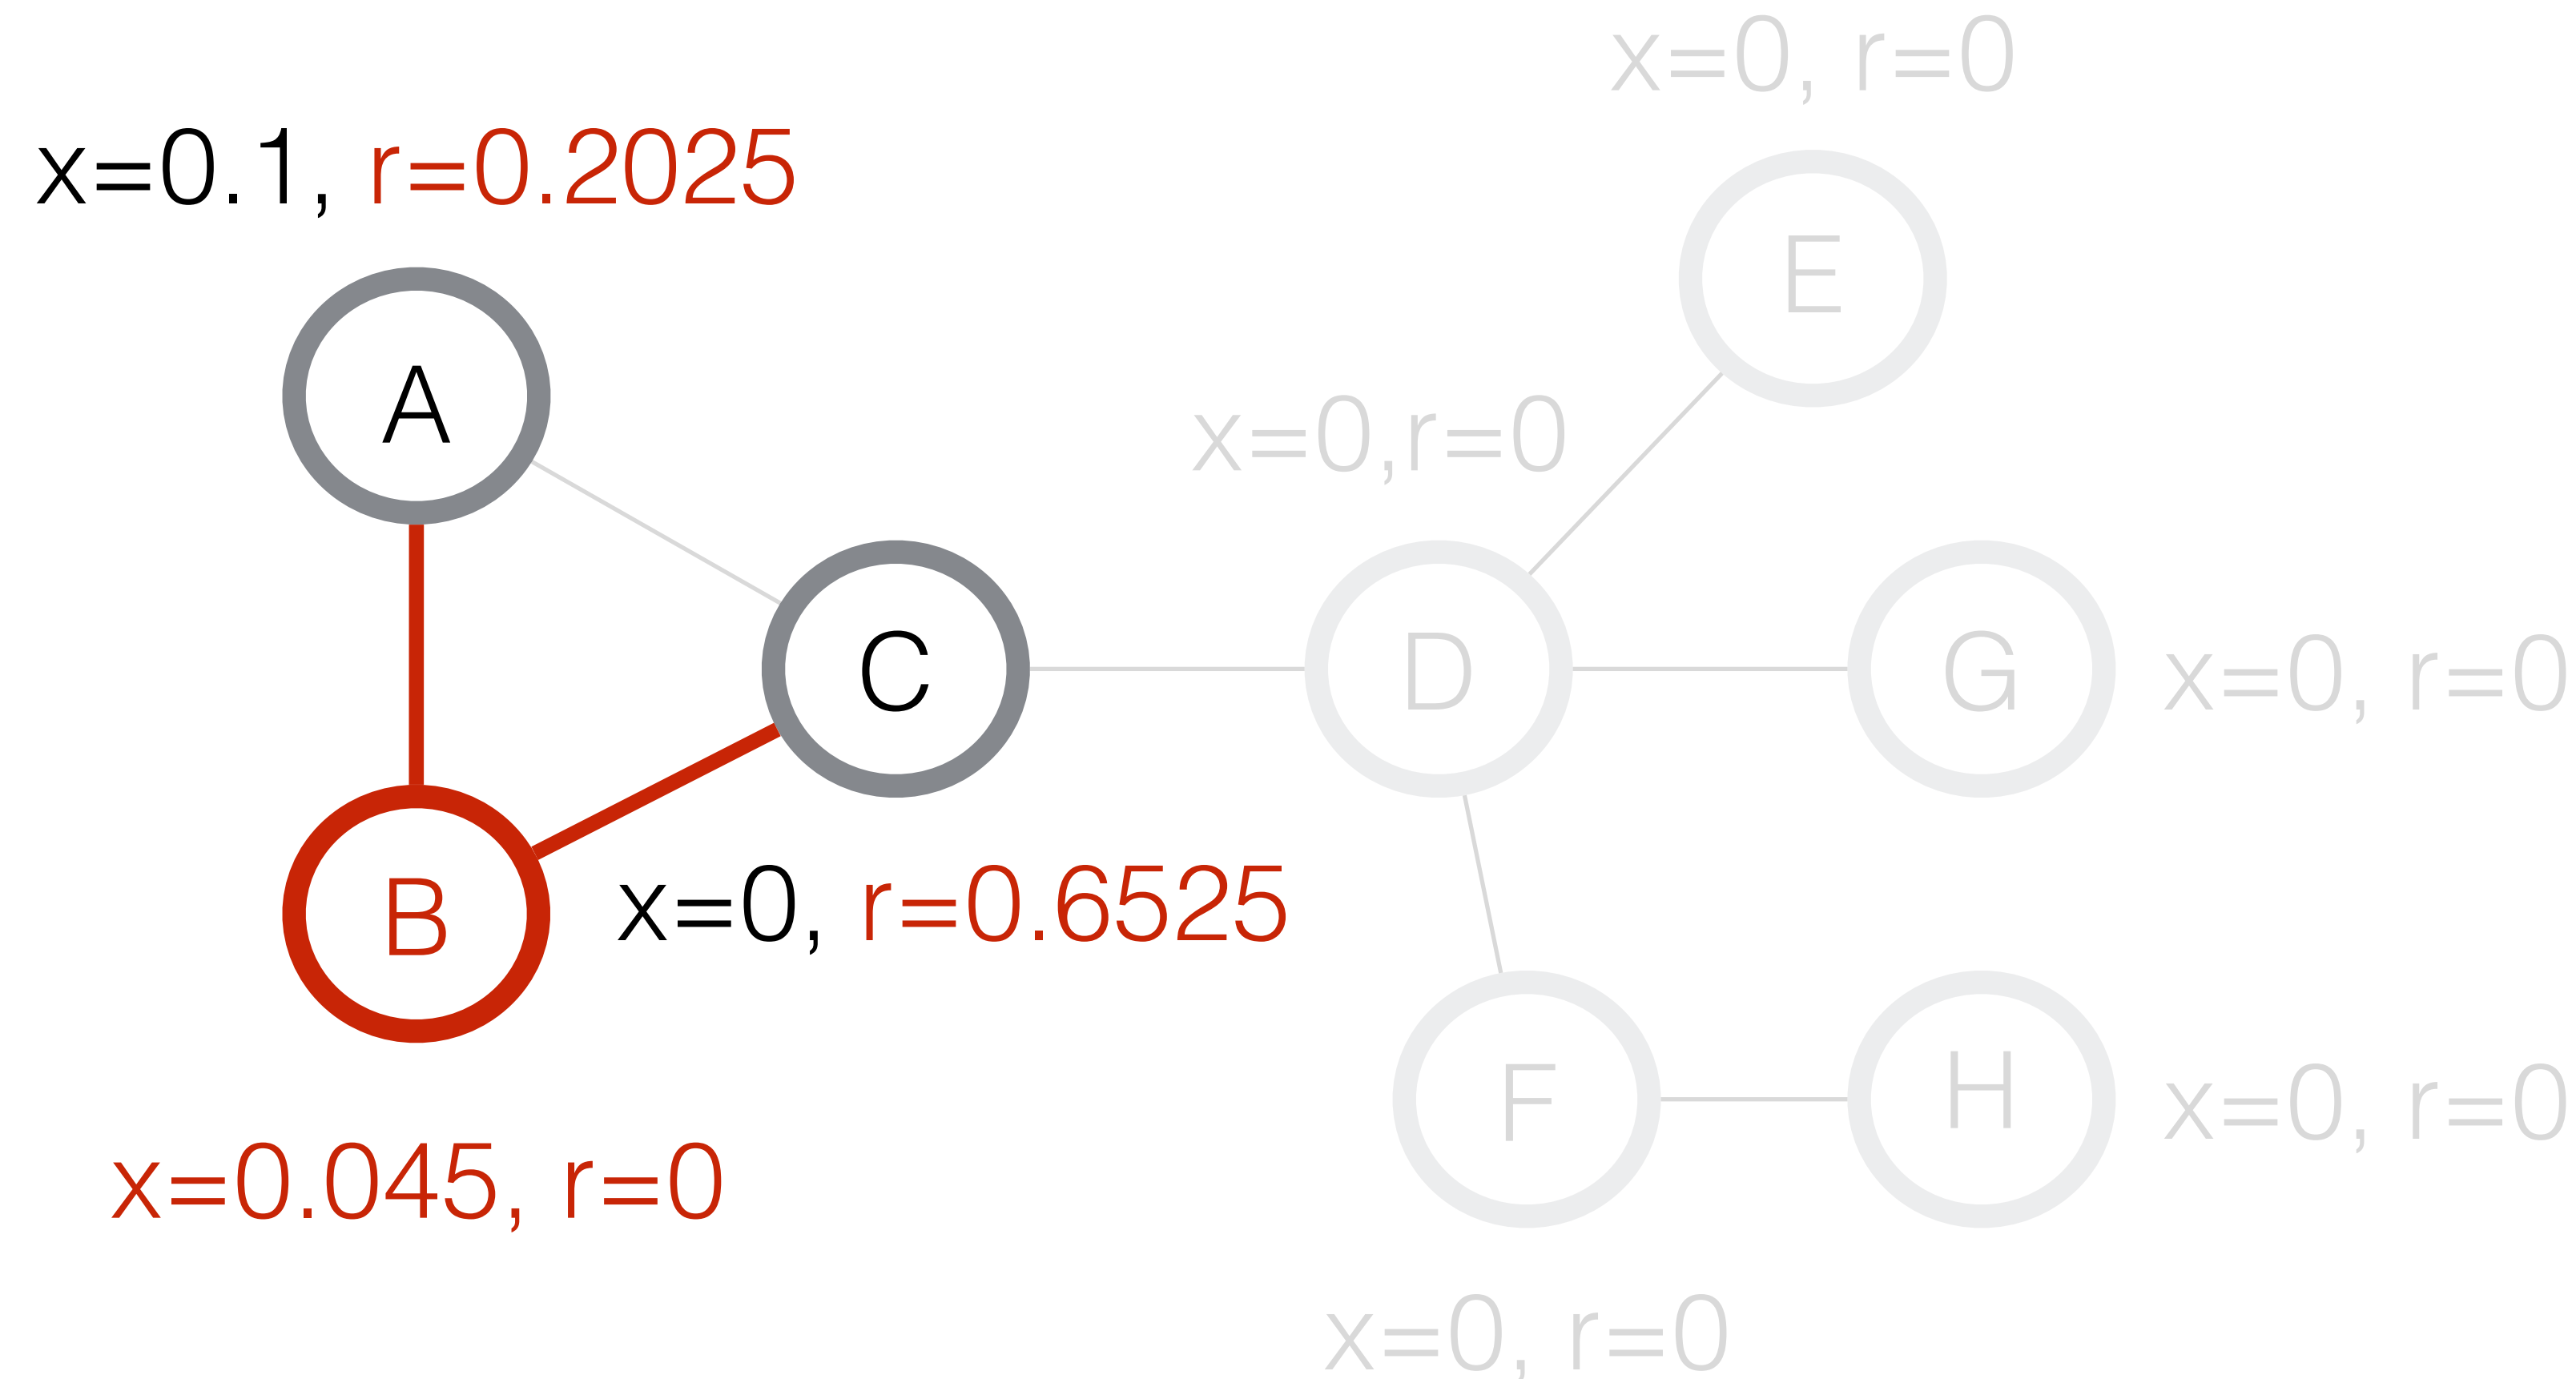 x=0, r=0
x=0.1, r=0.2025
E
A
x=0,r=0
C
D
G
x=0, r=0
B
x=0, r=0.6525
F
H
x=0, r=0
x=0.045, r=0
x=0, r=0